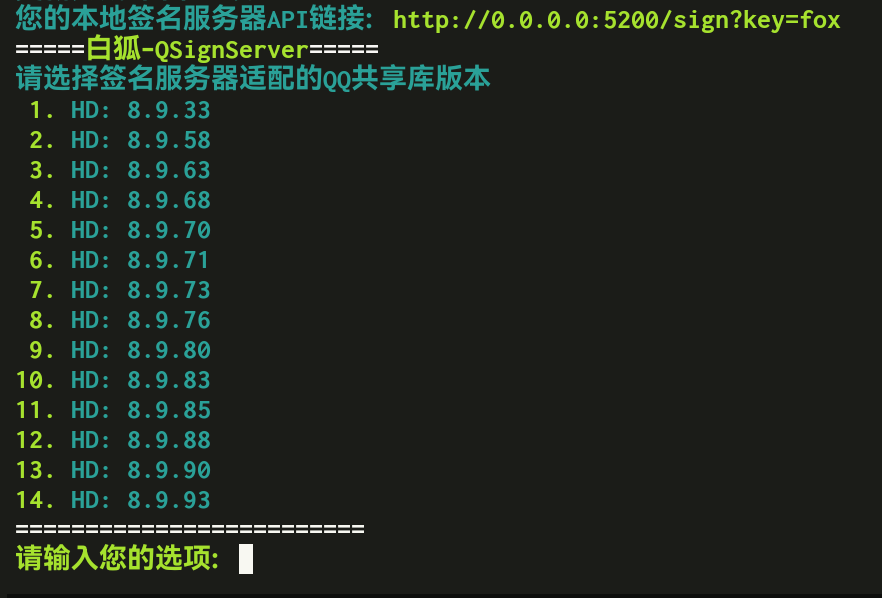 您的本地签名服务器API链接: http://0.0.0.0:5200/sign?key=fox
=====白狐-QSignServer=====
请选择签名服务器适配的QQ共享库版本
1. HD: 8.9.33
2. HD: 8.9.58
3. HD: 8.9.63
4. HD: 8.9.68
5. HD: 8.9.70
6. HD: 8.9.71
7. HD: 8.9.73
8. HD: 8.9.76
9. HD: 8.9.80
10. HD: 8.9.83
11. HD: 8.9.85
12. HD: 8.9.88
13. HD: 8.9.90
14. HD: 8.9.93
=========================
请输入您的选项: